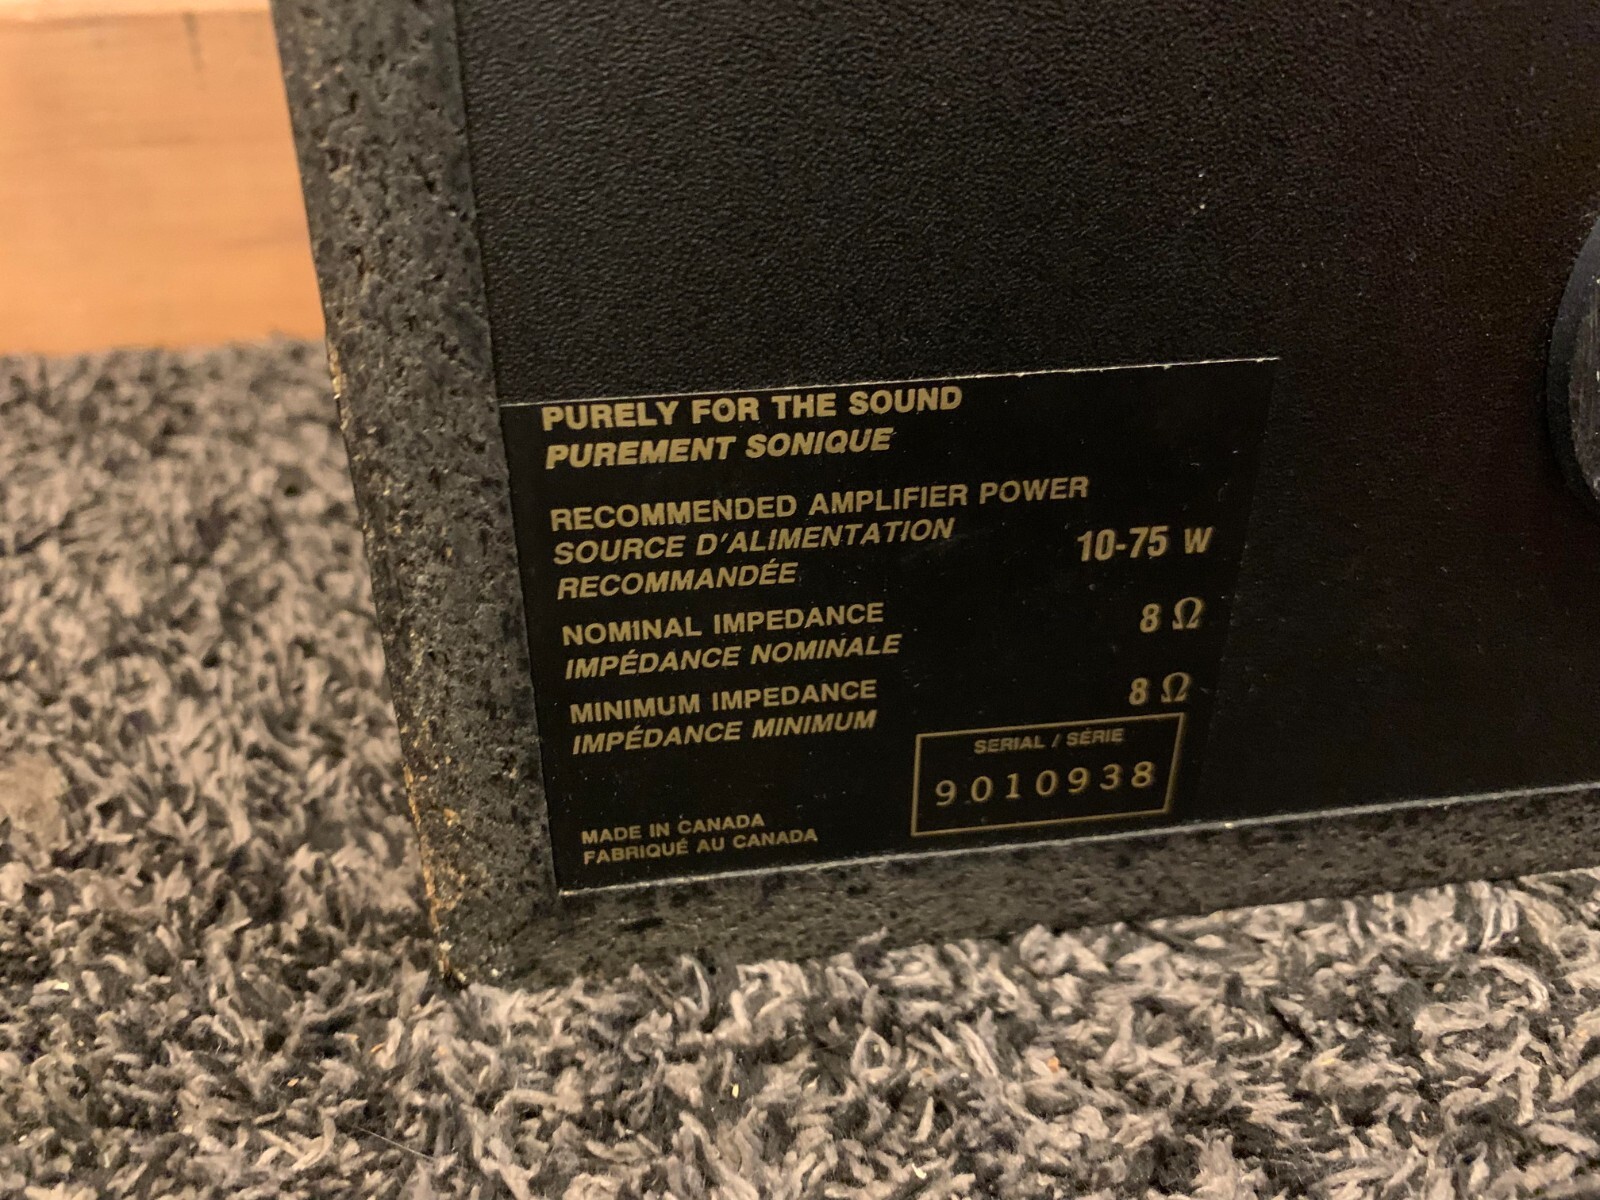 PURELY FOR THE SOUND
PUREMENT SONIQUE
RECOMMENDED AMPLIFIER POWER
SOURCE D'ALIMENTATION
RECOMMANDÉE
10-75 W
NOMINAL IMPEDANCE
IMPÉDANCE NOMINALE
8 Ω
MINIMUM IMPEDANCE
IMPÉDANCE MINIMUM
8 Ω
SERIAL / SÉRIE
9010938
MADE IN CANADA
FABRIQUÉ AU CANADA